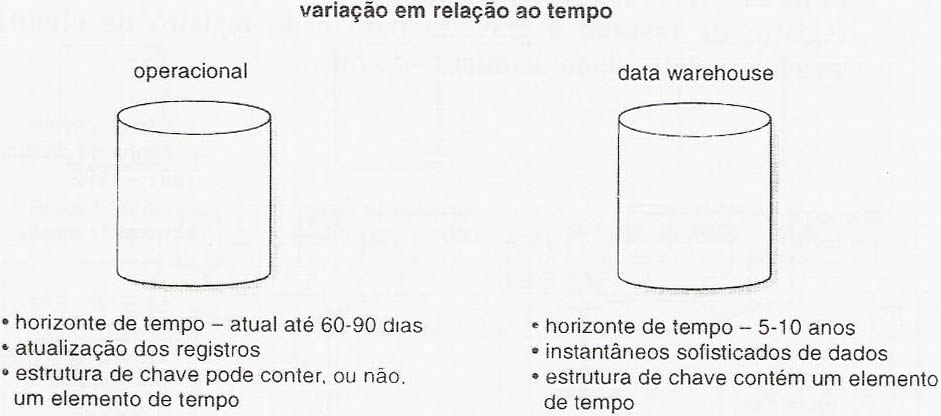 variação em relação ao tempo
operacional
data warehouse
• horizonte de tempo – atual até 60-90 dias
• atualização dos registros
• estrutura de chave pode conter, ou não,
um elemento de tempo
• horizonte de tempo – 5-10 anos
• instantâneos sofisticados de dados
• estrutura de chave contém um elemento
de tempo